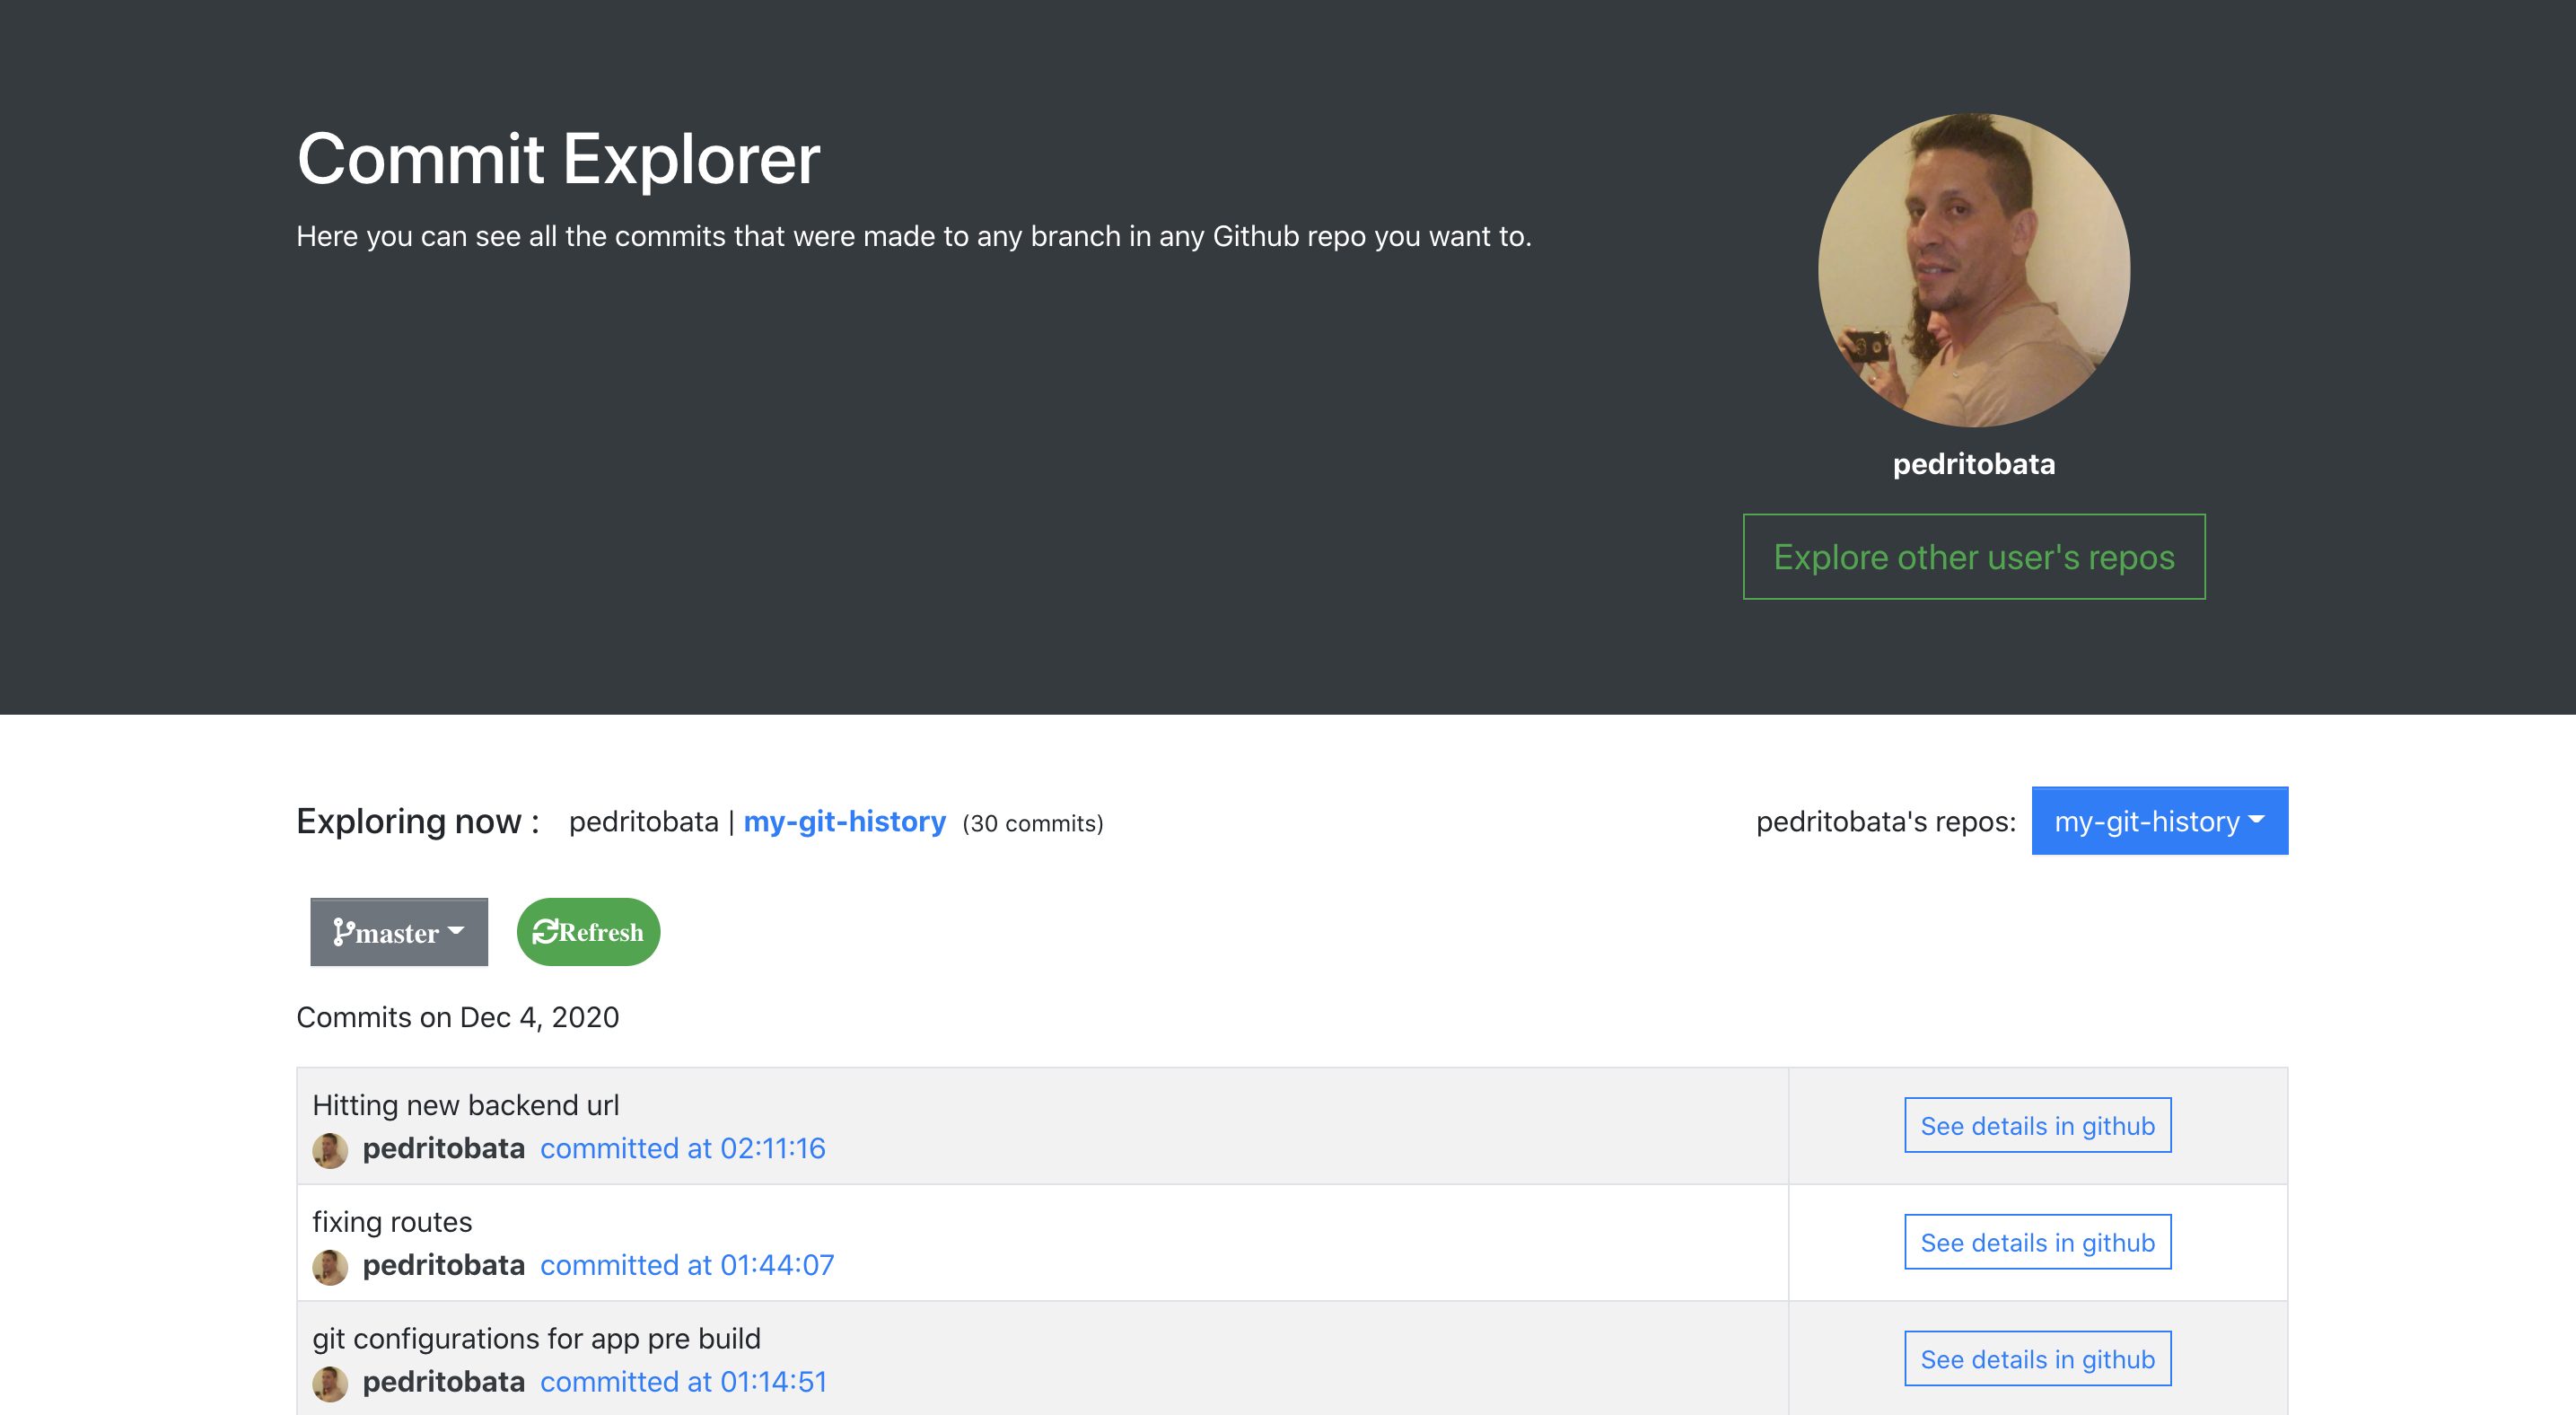 Commit Explorer
Here you can see all the commits that were made to any branch in any Github repo you want to.
pedritobata
Explore other user's repos
Exploring now : pedritobata | my-git-history (30 commits)
pedritobata's repos: my-git-history
master Refresh
Commits on Dec 4, 2020
Hitting new backend url
pedritobata committed at 02:11:16
See details in github
fixing routes
pedritobata committed at 01:44:07
See details in github
git configurations for app pre build
pedritobata committed at 01:14:51
See details in github